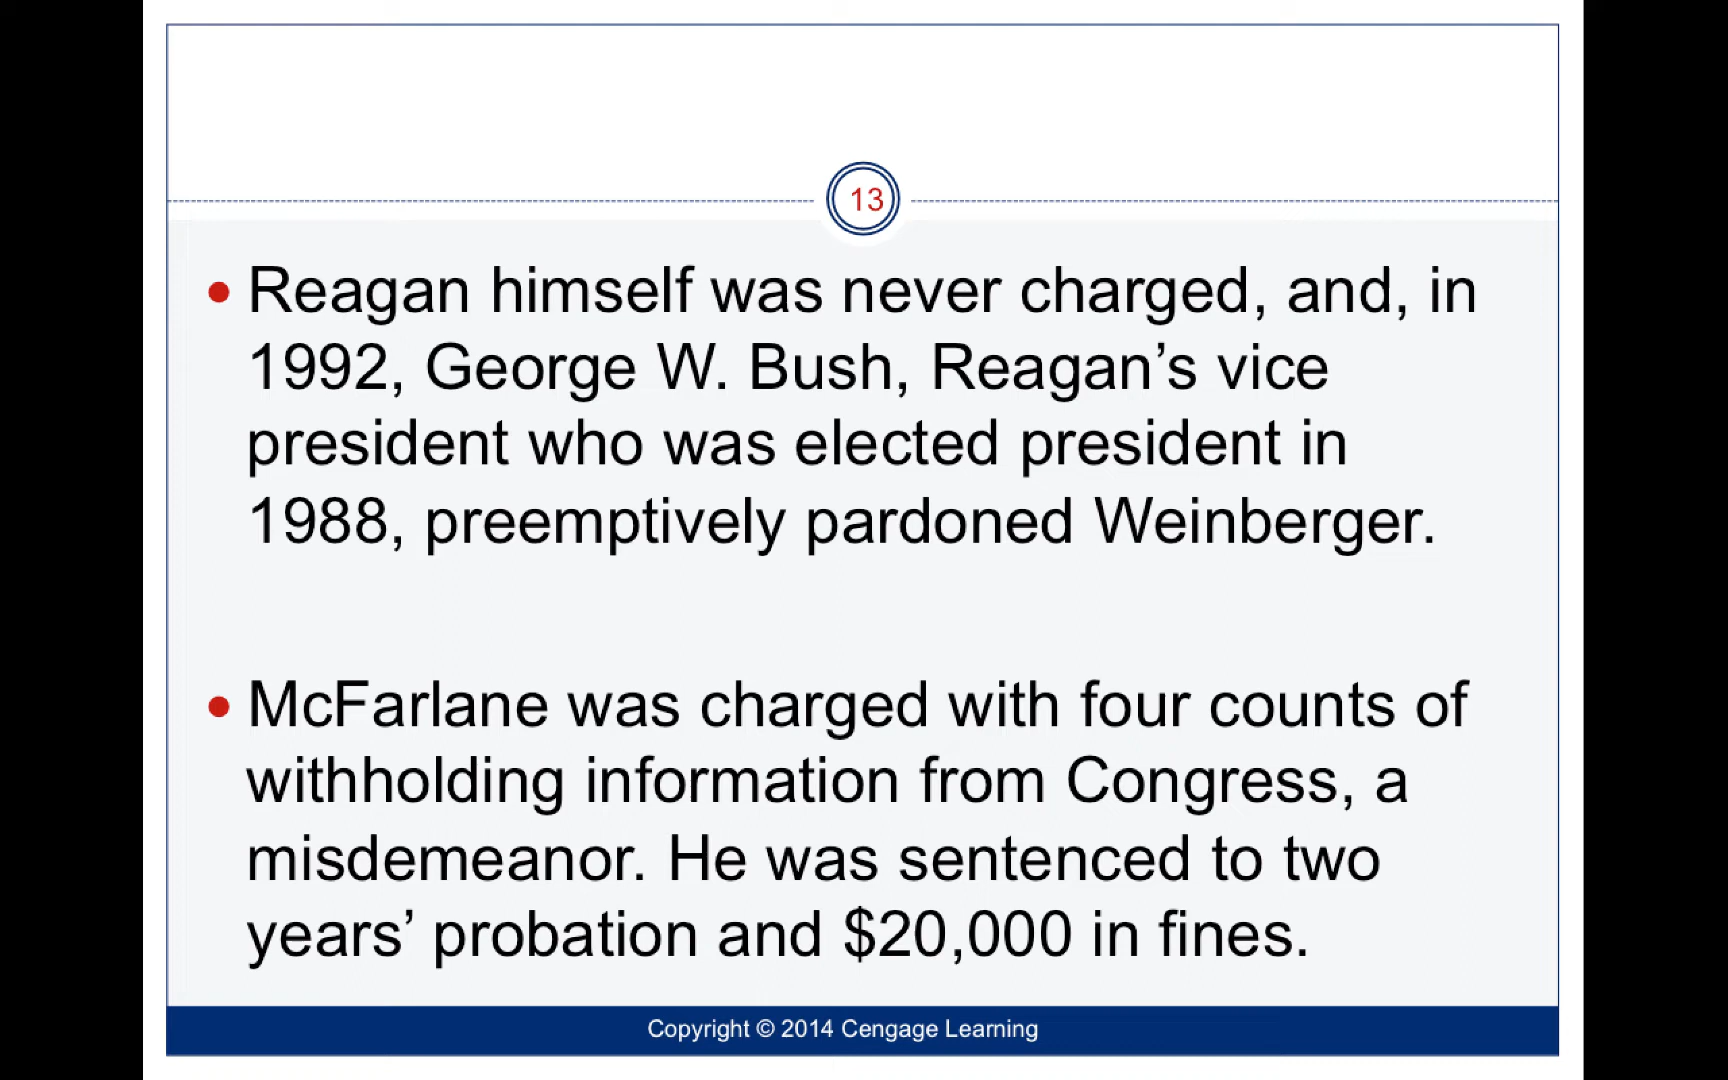 13
• Reagan himself was never charged, and, in
1992, George W. Bush, Reagan’s vice
president who was elected president in
1988, preemptively pardoned Weinberger.
• McFarlane was charged with four counts of
withholding information from Congress, a
misdemeanor. He was sentenced to two
years’ probation and $20,000 in fines.
Copyright © 2014 Cengage Learning